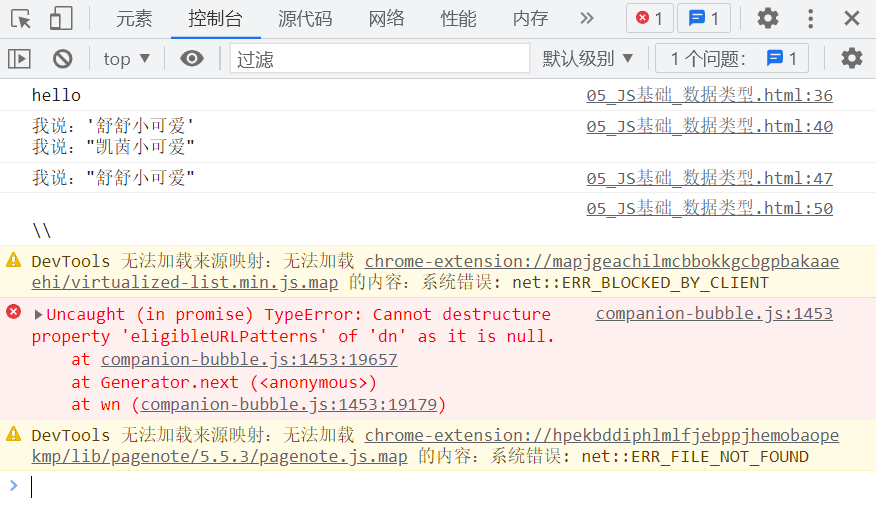 元素 控制台 源代码 网络 性能 内存 » 1 1
top ▼ 过滤 默认级别 ▼ 1 个问题: 1
hello 05_JS基础_数据类型.html:36
我说: '舒舒小可爱' 05_JS基础_数据类型.html:40
我说: "凯茵小可爱"
我说: "舒舒小可爱" 05_JS基础_数据类型.html:47
05_JS基础_数据类型.html:50
\\
DevTools 无法加载来源映射: 无法加载 chrome-extension://mapjgeachilmcbbokkgcbgpbakaae
ehi/virtualized-list.min.js.map 的内容: 系统错误: net::ERR_BLOCKED_BY_CLIENT
Uncaught (in promise) TypeError: Cannot destructure companion-bubble.js:1453
property 'eligibleURLPatterns' of 'dn' as it is null.
at companion-bubble.js:1453:19657
at Generator.next (<anonymous>)
at wn (companion-bubble.js:1453:19179)
DevTools 无法加载来源映射: 无法加载 chrome-extension://hpekbddiphlmlfjebppjhemobaope
kmp/lib/pagenote/5.5.3/pagenote.js.map 的内容: 系统错误: net::ERR_FILE_NOT_FOUND